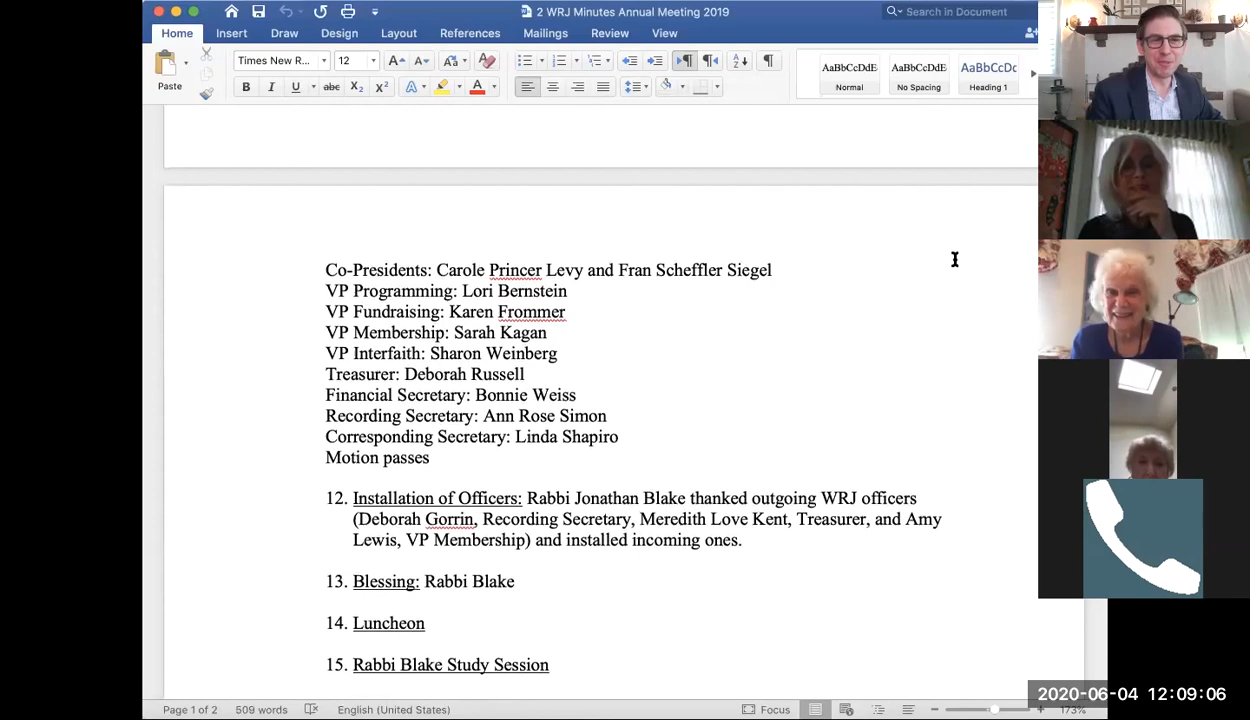 2 WRJ Minutes Annual Meeting 2019
Search in Document
Home Insert Draw Design Layout References Mailings Review View
Paste
Times New R... 12
AaBbCcDdE AaBbCcDdE AaBbCcDc
Normal No Spacing Heading 1
Co-Presidents: Carole Princer Levy and Fran Scheffler Siegel
VP Programming: Lori Bernstein
VP Fundraising: Karen Frommer
VP Membership: Sarah Kagan
VP Interfaith: Sharon Weinberg
Treasurer: Deborah Russell
Financial Secretary: Bonnie Weiss
Recording Secretary: Ann Rose Simon
Corresponding Secretary: Linda Shapiro
Motion passes
12. Installation of Officers: Rabbi Jonathan Blake thanked outgoing WRJ officers
(Deborah Gorrin, Recording Secretary, Meredith Love Kent, Treasurer, and Amy
Lewis, VP Membership) and installed incoming ones.
13. Blessing: Rabbi Blake
14. Luncheon
15. Rabbi Blake Study Session
2020-06-04 12:09:06
Page 1 of 2 509 words English (United States) Focus 173%